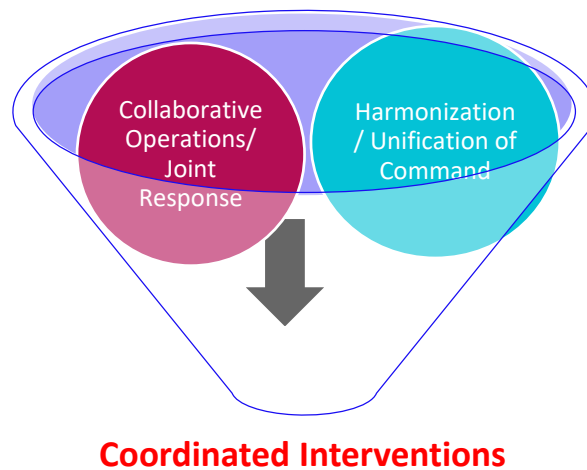 Collaborative
Operations/
Joint
Response
Harmonization
/ Unification of
Command
Coordinated Interventions